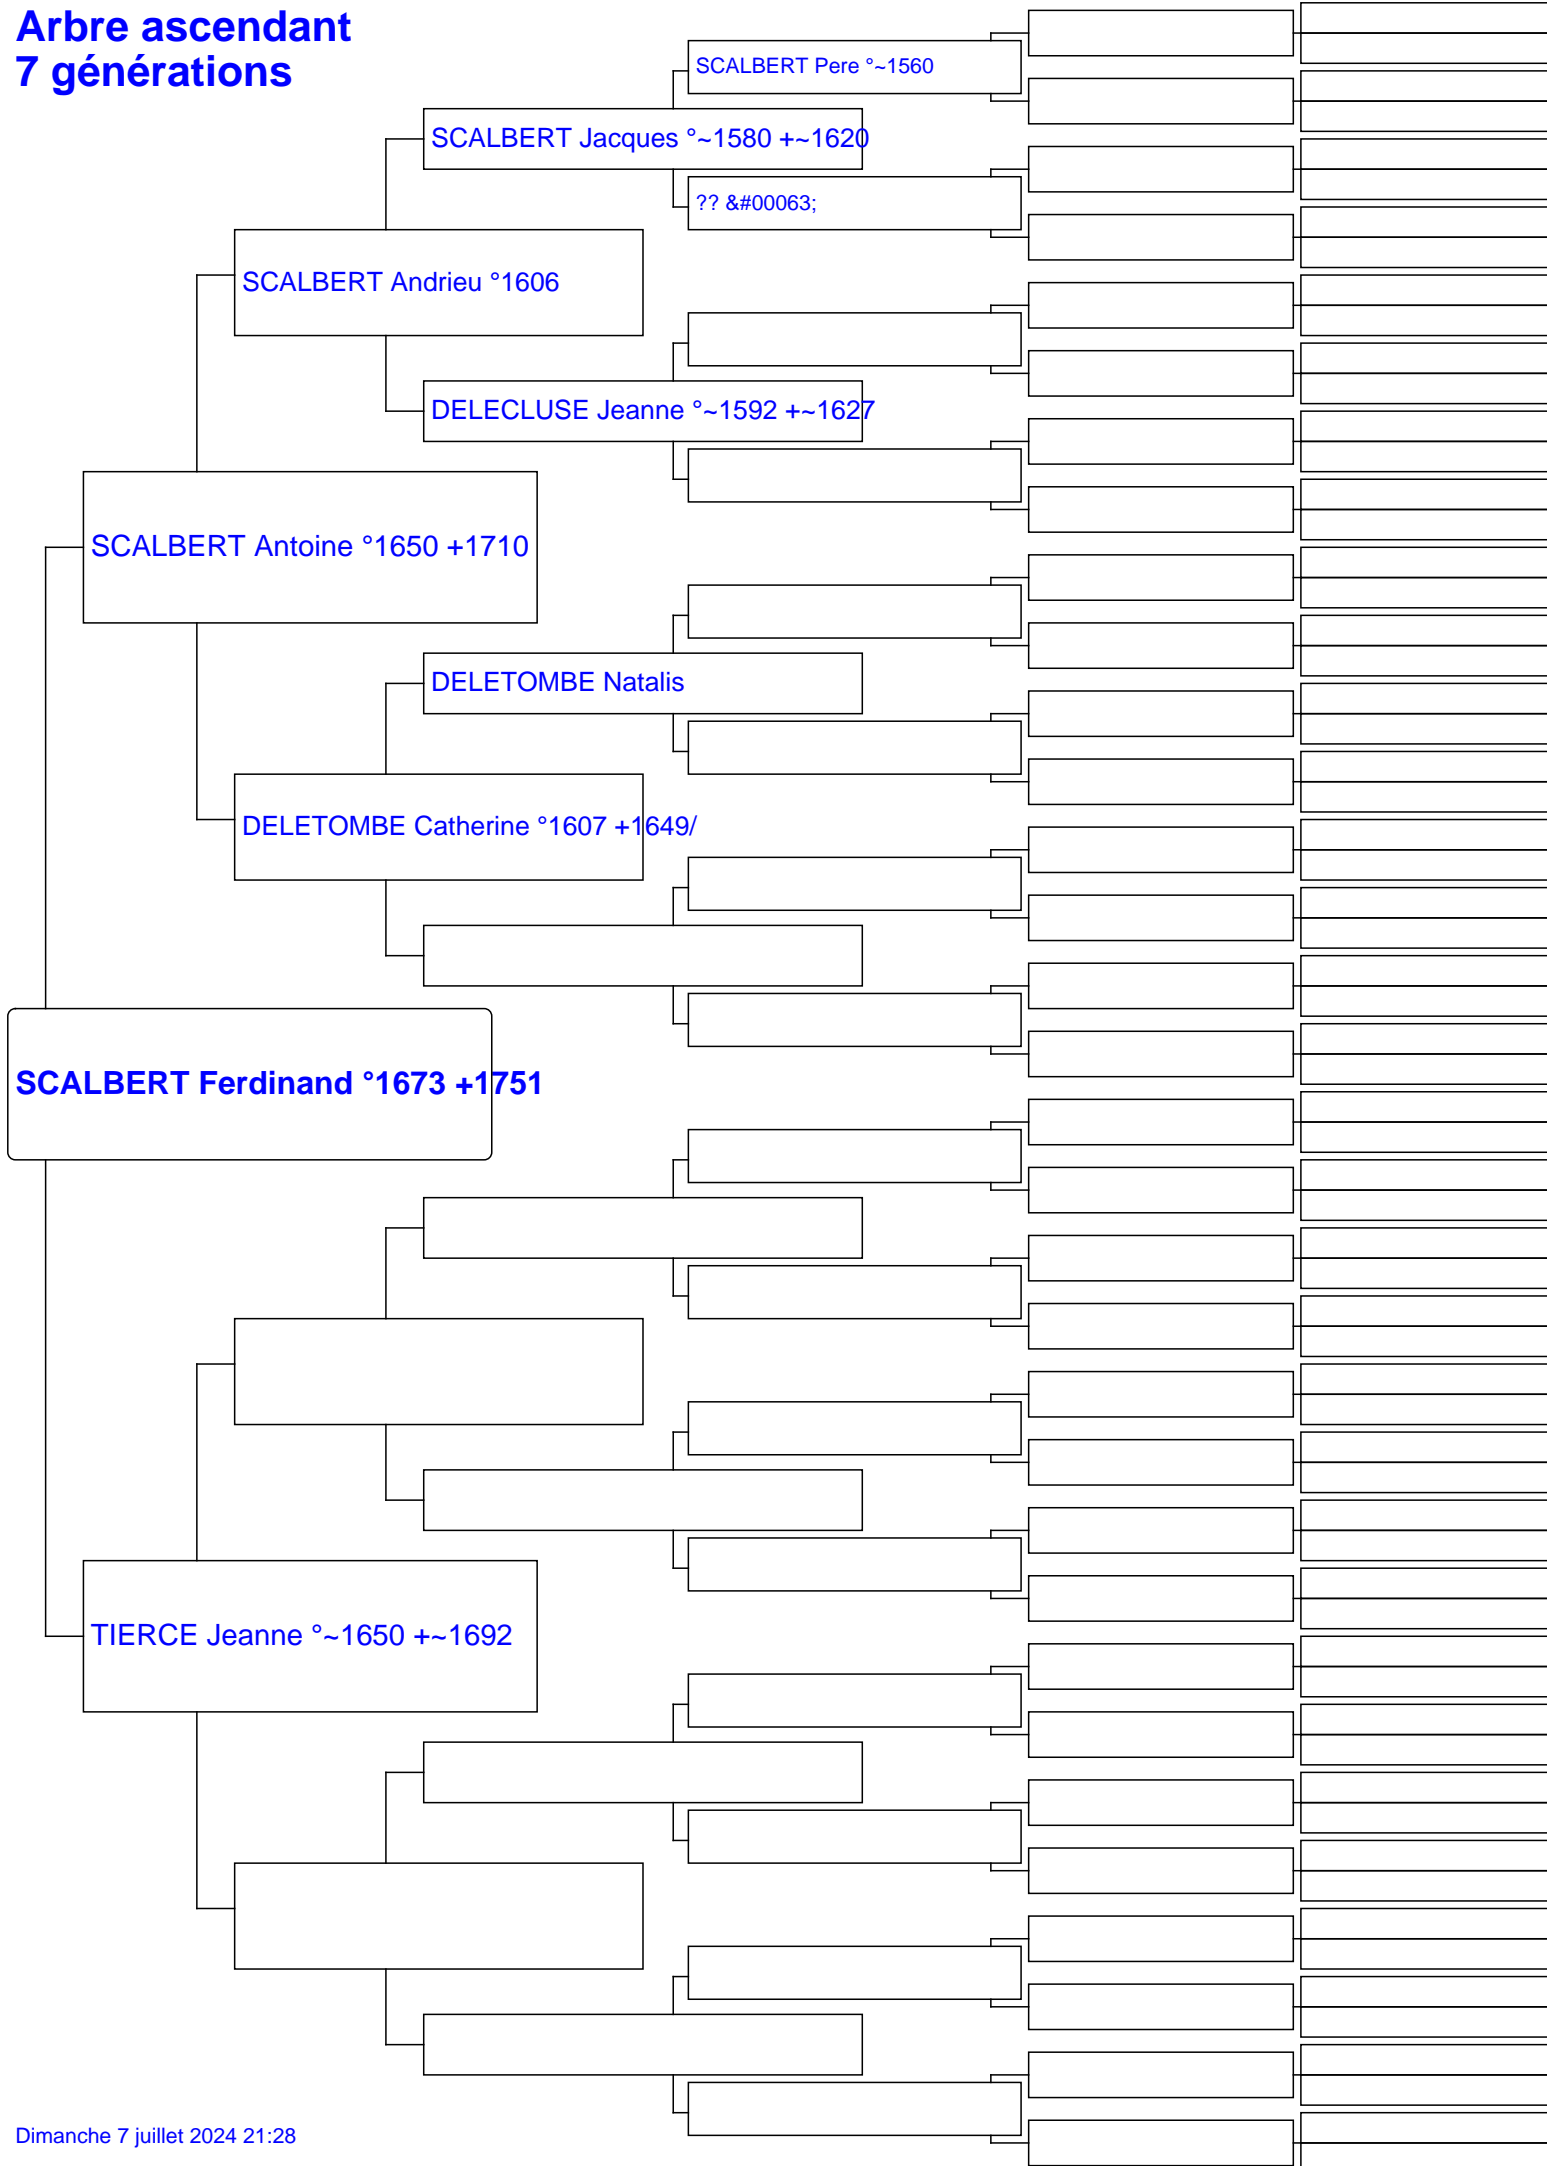 Arbre ascendant
7 générations
SCALBERT Pere °~1560
SCALBERT Jacques °~1580 +~1620
?? &#00063;
SCALBERT Andrieu °1606
DELECLUSE Jeanne °~1592 +~1627
SCALBERT Antoine °1650 +1710
DELETOMBE Natalis
DELETOMBE Catherine °1607 +1649/
SCALBERT Ferdinand °1673 +1751
TIERCE Jeanne °~1650 +~1692
Dimanche 7 juillet 2024 21:28